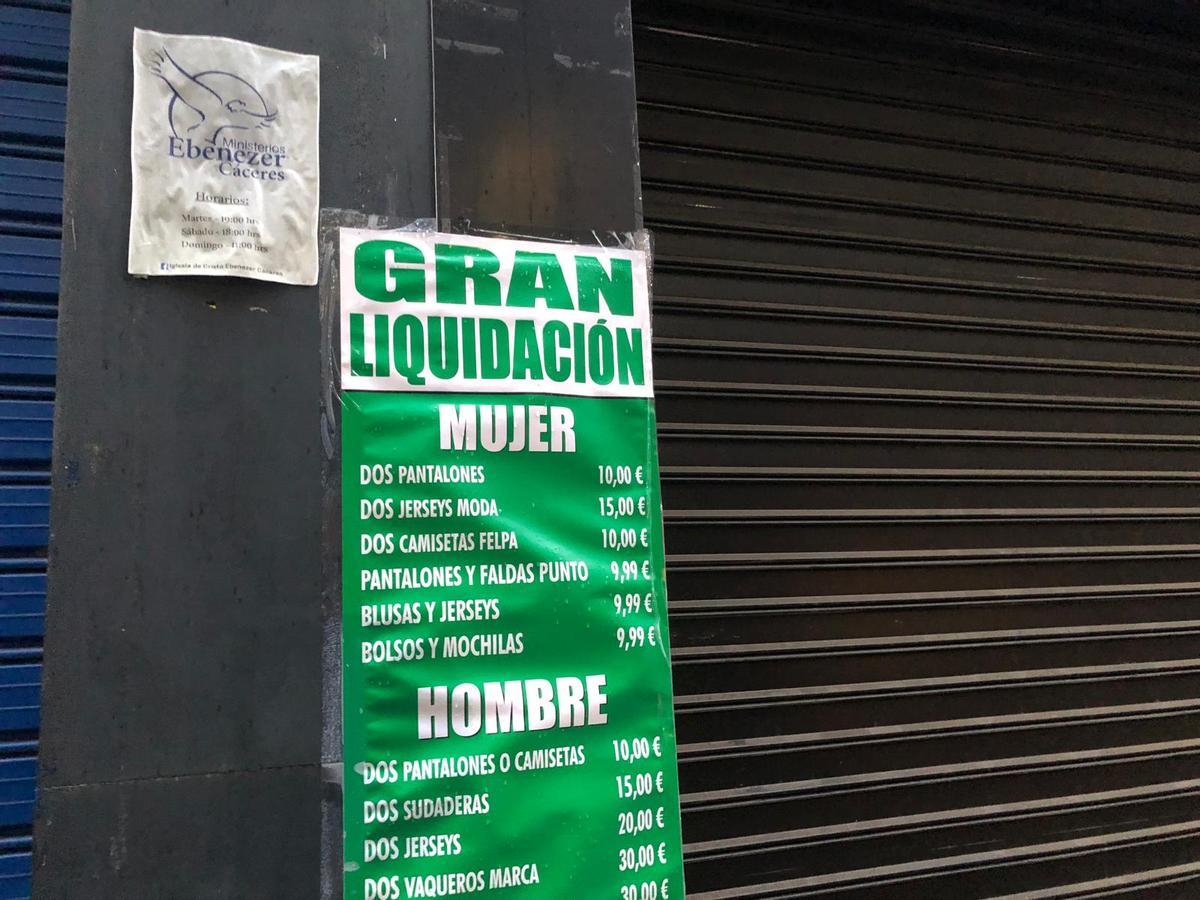 Ministerios
Ebenezer
Cáceres
Horarios:
Martes - 19:00 hrs
Sábado - 18:00 hrs
Domingo - 11:00 hrs
Iglesia de Cristo Ebenezer Cáceres
GRAN
LIQUIDACIÓN
MUJER
DOS PANTALONES 10,00 €
DOS JERSEYS MODA 15,00 €
DOS CAMISETAS FELPA 10,00 €
PANTALONES Y FALDAS PUNTO 9,99 €
BLUSAS Y JERSEYS 9,99 €
BOLSOS Y MOCHILAS 9,99 €
HOMBRE
DOS PANTALONES O CAMISETAS 10,00 €
DOS SUDADERAS 15,00 €
DOS JERSEYS 20,00 €
DOS VAQUEROS MARCA 30,00 €
30,00 €